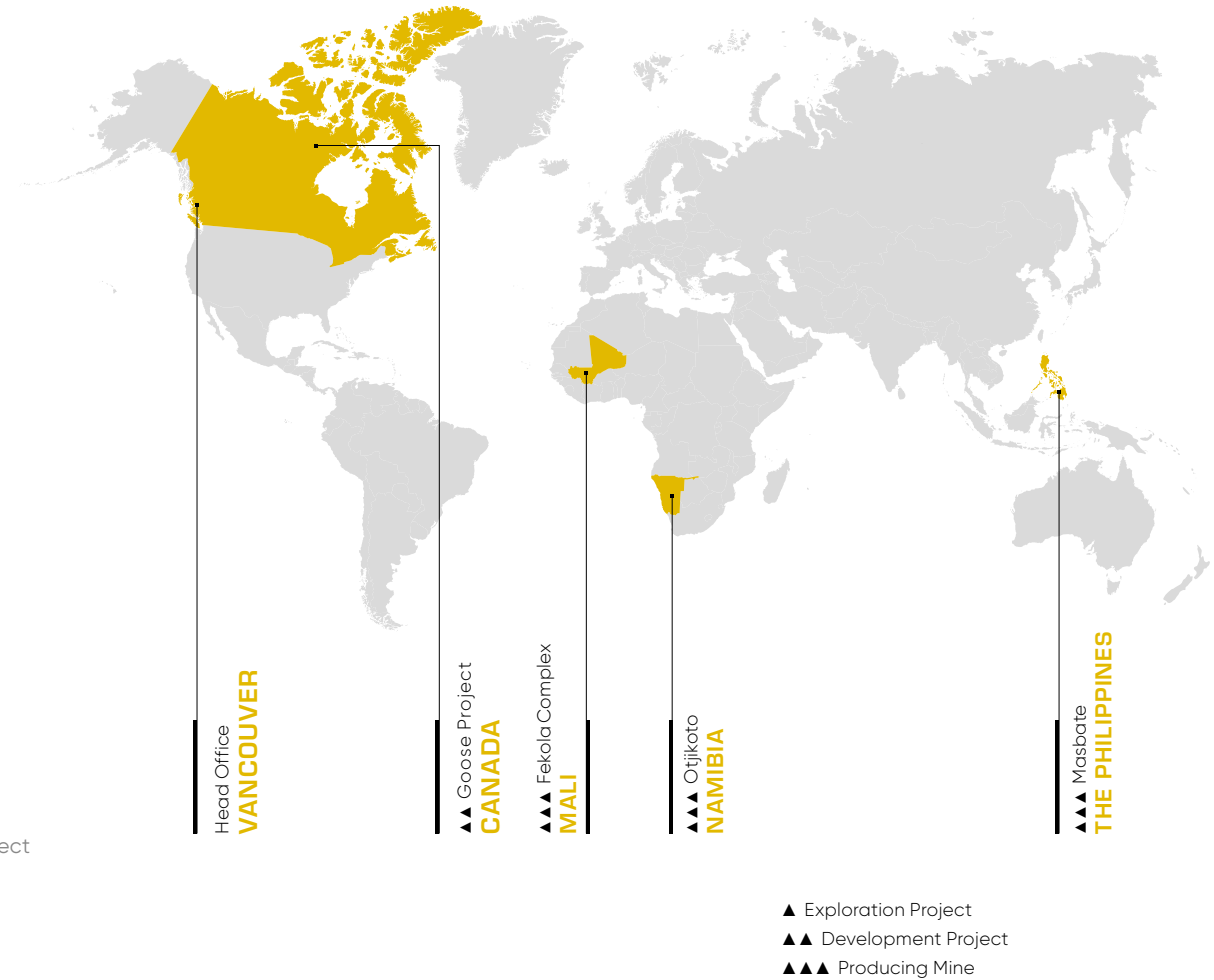 Head Office
VANCOUVER
▲▲ Goose Project
CANADA
▲▲▲ Fekola Complex
MALI
▲▲▲ Otjikoto
NAMIBIA
▲▲▲ Masbate
THE PHILIPPINES
ect
▲ Exploration Project
▲▲ Development Project
▲▲▲ Producing Mine